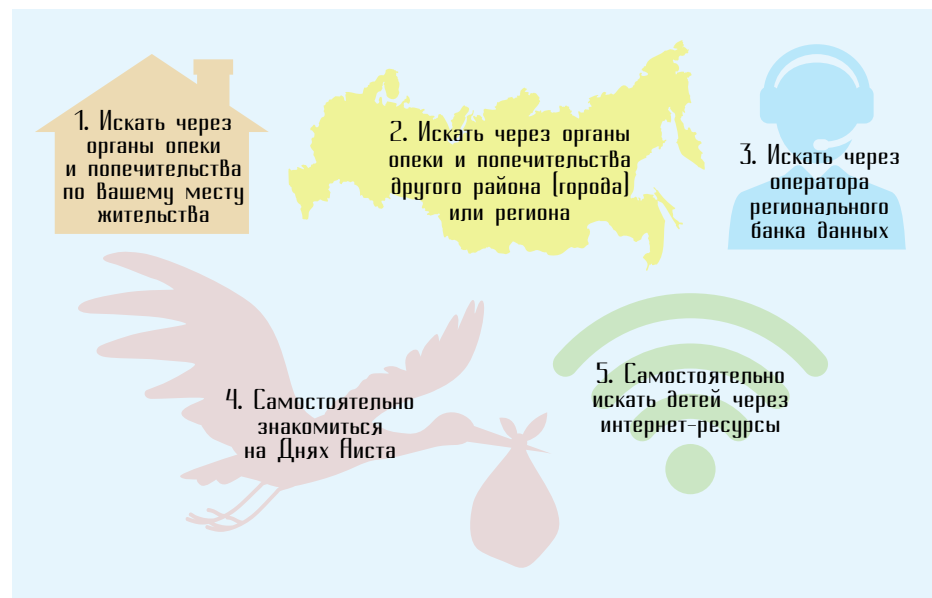 1. Искать через
органы опеки
и попечительства
по Вашему месту
жительства
2. Искать через органы
опеки и попечительства
другого района (города)
или региона
3. Искать через
оператора
регионального
банка данных
4. Самостоятельно
знакомиться
на Днях Аиста
5. Самостоятельно
искать детей через
интернет-ресурсы